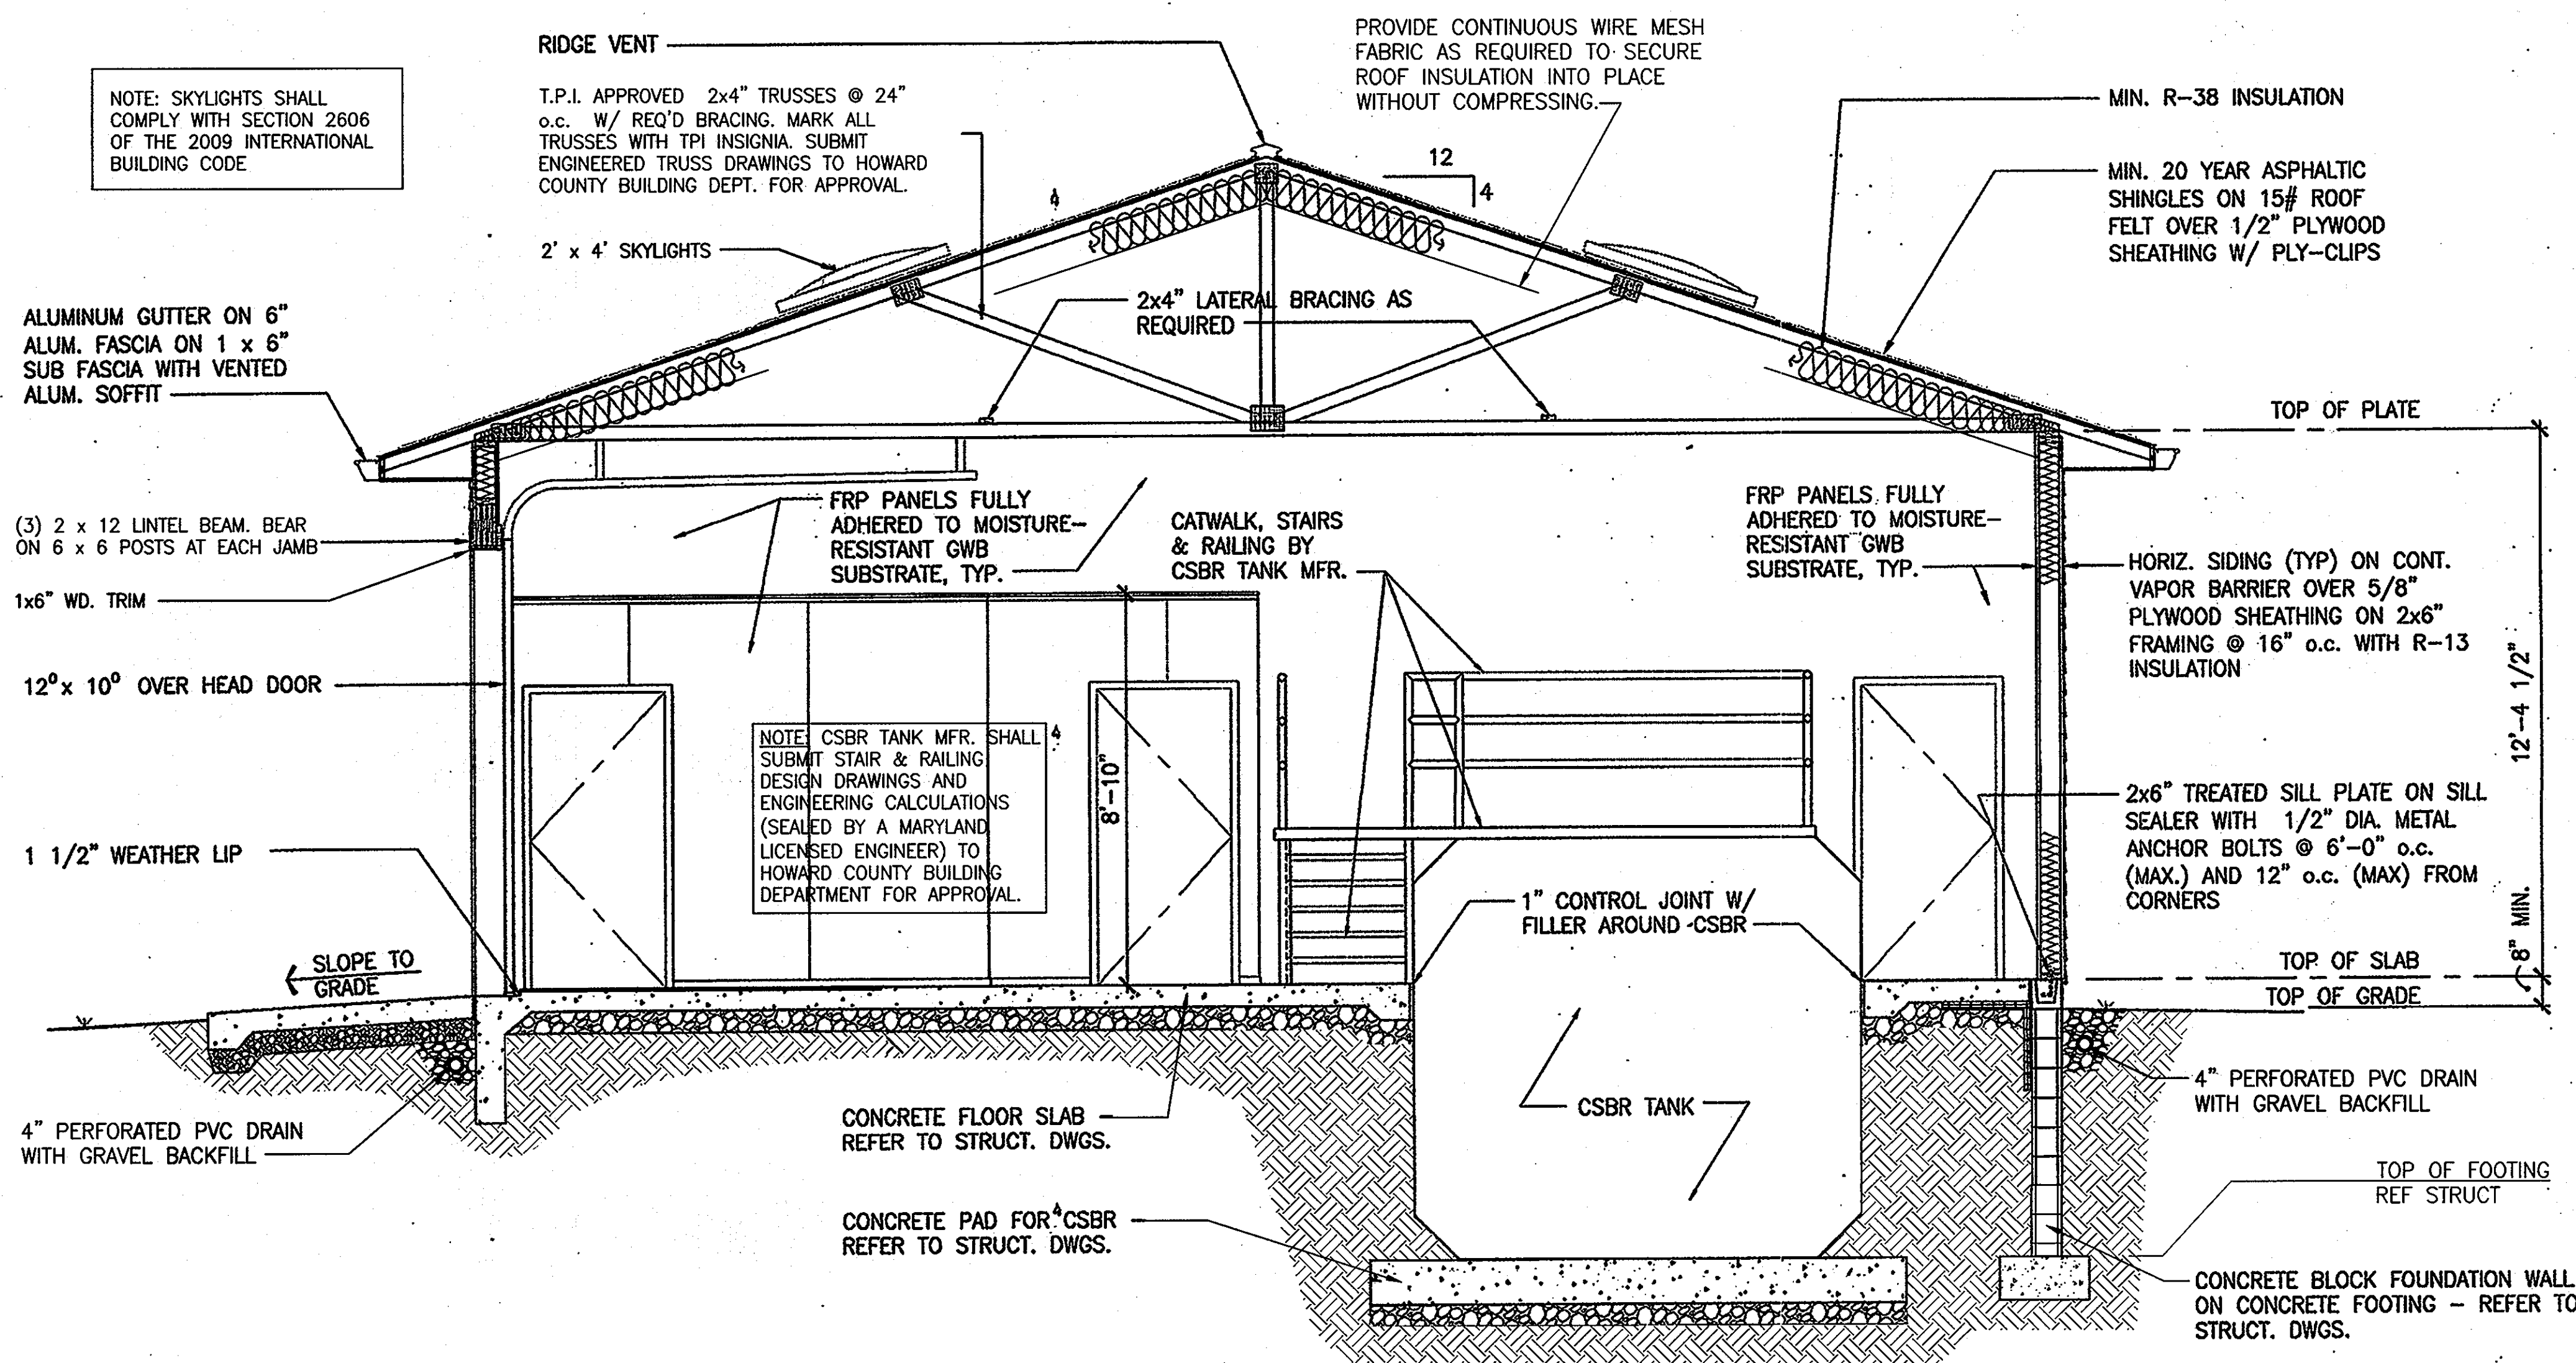 NOTE: SKYLIGHTS SHALL
COMPLY WITH SECTION 2606
OF THE 2009 INTERNATIONAL
BUILDING CODE
RIDGE VENT
T.P.I. APPROVED 2x4" TRUSSES @ 24"
o.c. W/ REQ'D BRACING. MARK ALL
TRUSSES WITH TPI INSIGNIA. SUBMIT
ENGINEERED TRUSS DRAWINGS TO HOWARD
COUNTY BUILDING DEPT. FOR APPROVAL.
2' x 4' SKYLIGHTS
PROVIDE CONTINUOUS WIRE MESH
FABRIC AS REQUIRED TO SECURE
ROOF INSULATION INTO PLACE
WITHOUT COMPRESSING.
12
4
4
MIN. R-38 INSULATION
MIN. 20 YEAR ASPHALTIC
SHINGLES ON 15# ROOF
FELT OVER 1/2" PLYWOOD
SHEATHING W/ PLY-CLIPS
ALUMINUM GUTTER ON 6"
ALUM. FASCIA ON 1 x 6"
SUB FASCIA WITH VENTED
ALUM. SOFFIT
2x4" LATERAL BRACING AS
REQUIRED
TOP OF PLATE
(3) 2 x 12 LINTEL BEAM. BEAR
ON 6 x 6 POSTS AT EACH JAMB
1x6" WD. TRIM
12⁰ x 10⁰ OVER HEAD DOOR
1 1/2" WEATHER LIP
FRP PANELS FULLY
ADHERED TO MOISTURE-
RESISTANT GWB
SUBSTRATE, TYP.
CATWALK, STAIRS
& RAILING BY
CSBR TANK MFR.
FRP PANELS FULLY
ADHERED TO MOISTURE-
RESISTANT GWB
SUBSTRATE, TYP.
HORIZ. SIDING (TYP) ON CONT.
VAPOR BARRIER OVER 5/8"
PLYWOOD SHEATHING ON 2x6"
FRAMING @ 16" o.c. WITH R-13
INSULATION
12'-4 1/2"
NOTE: CSBR TANK MFR. SHALL 4
SUBMIT STAIR & RAILING
DESIGN DRAWINGS AND
ENGINEERING CALCULATIONS
(SEALED BY A MARYLAND
LICENSED ENGINEER) TO
HOWARD COUNTY BUILDING
DEPARTMENT FOR APPROVAL.
8'-10"
2x6" TREATED SILL PLATE ON SILL
SEALER WITH 1/2" DIA. METAL
ANCHOR BOLTS @ 6'-0" o.c.
(MAX.) AND 12" o.c. (MAX) FROM
CORNERS
1" CONTROL JOINT W/
FILLER AROUND CSBR
8" MIN.
SLOPE TO
GRADE
TOP OF SLAB
TOP OF GRADE
4" PERFORATED PVC DRAIN
WITH GRAVEL BACKFILL
CONCRETE FLOOR SLAB
REFER TO STRUCT. DWGS.
CSBR TANK
4" PERFORATED PVC DRAIN
WITH GRAVEL BACKFILL
TOP OF FOOTING
REF STRUCT
CONCRETE PAD FOR 4 CSBR
REFER TO STRUCT. DWGS.
CONCRETE BLOCK FOUNDATION WALL
ON CONCRETE FOOTING - REFER TO
STRUCT. DWGS.